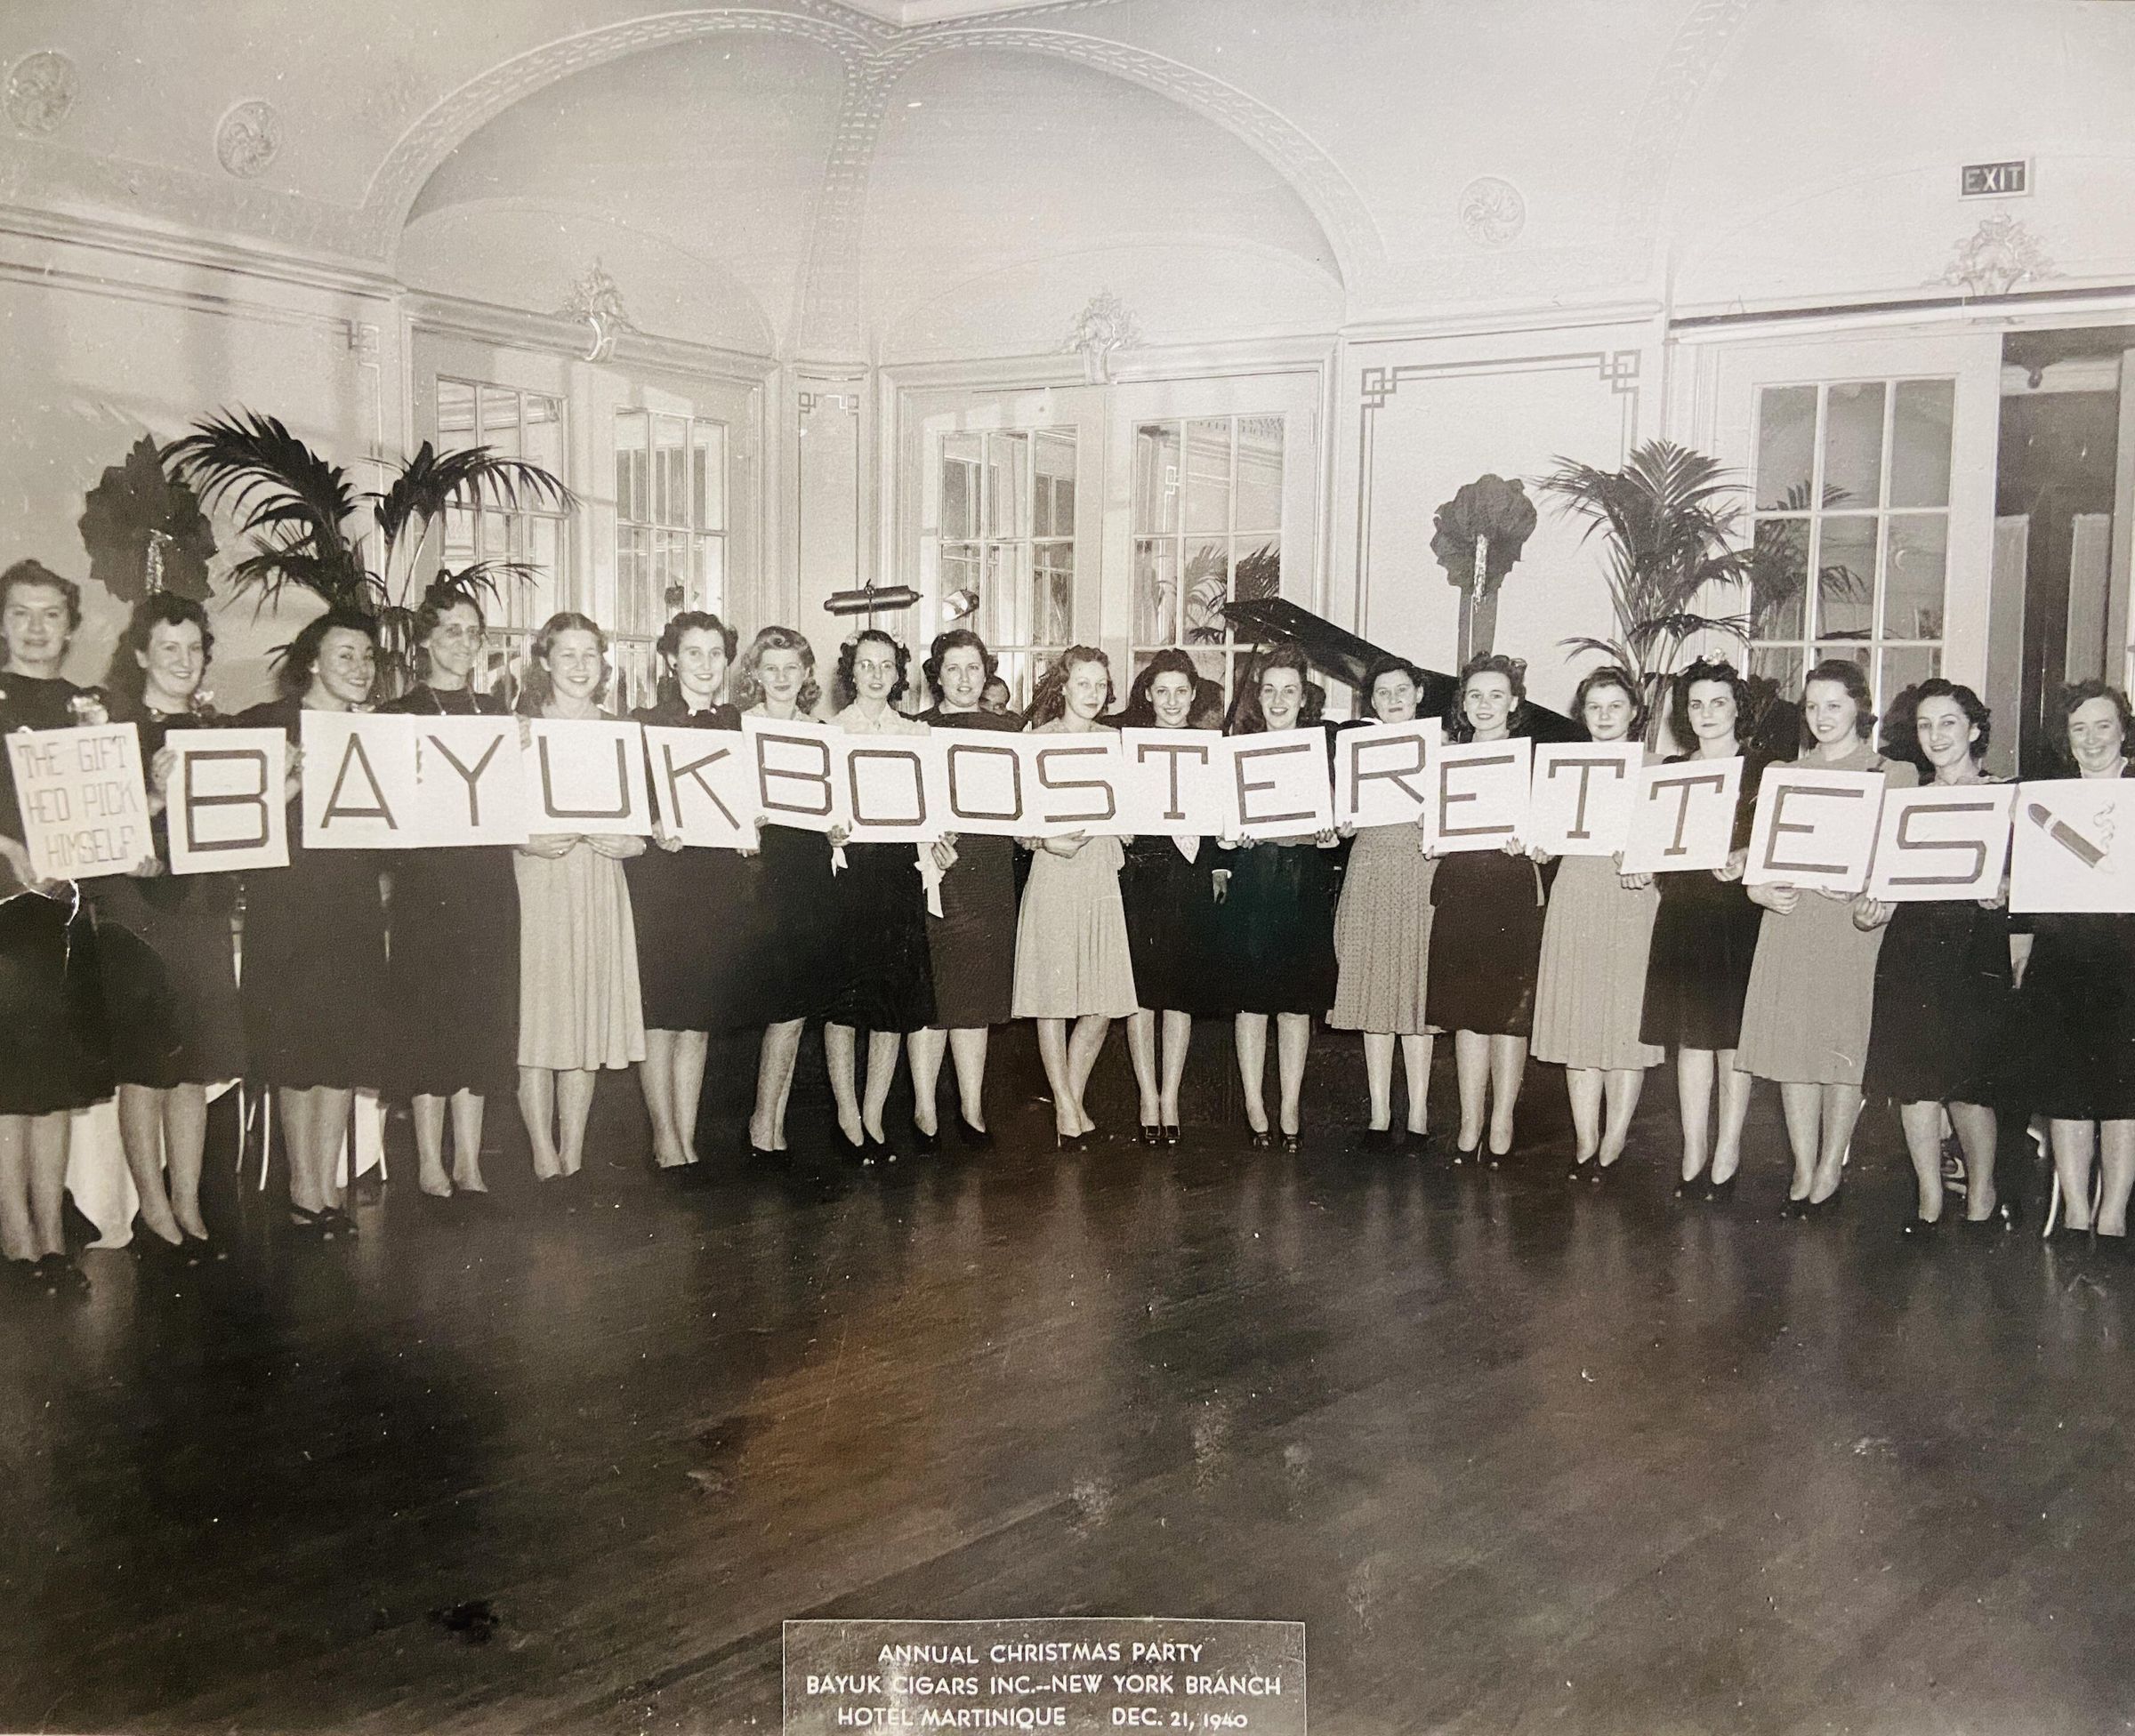 EXIT
THE GIFT
HED PICK
HIMSELF
BAYUKBOOSTERETTES
ANNUAL CHRISTMAS PARTY
BAYUK CIGARS INC.--NEW YORK BRANCH
HOTEL MARTINIQUE DEC. 21, 1940